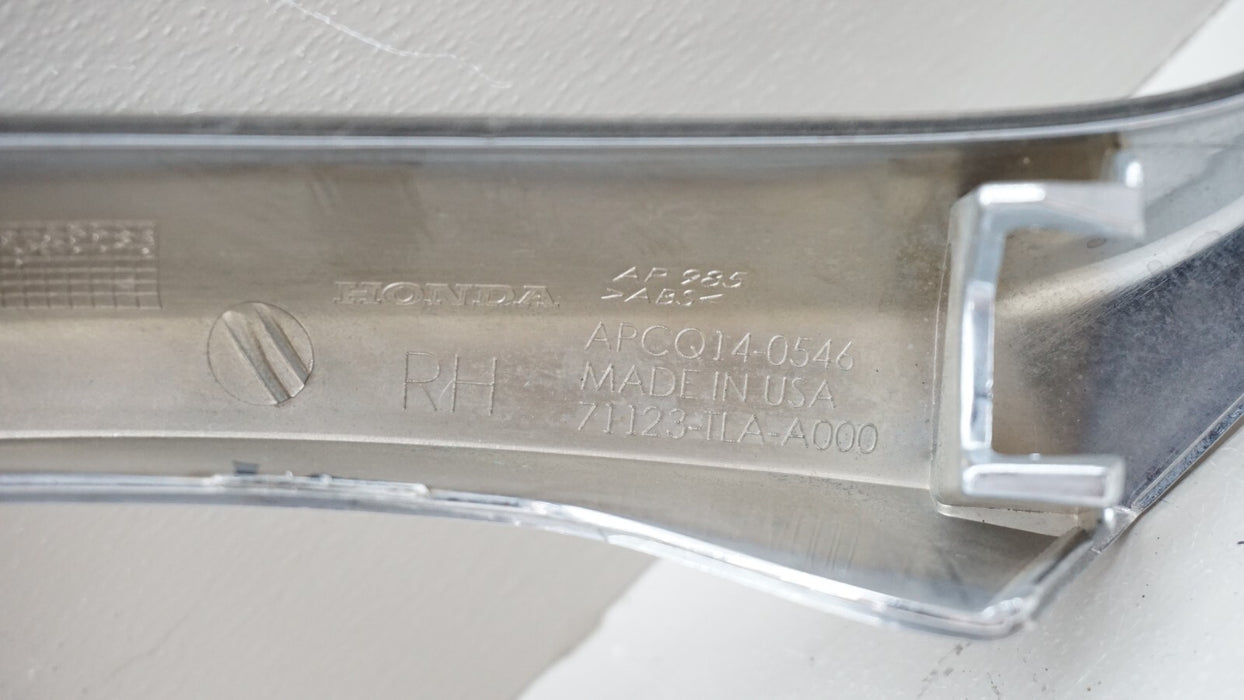 HONDA
AP 985
>ABS<
RH
APCQ14-0546
MADE IN USA
71123-TLA-A000